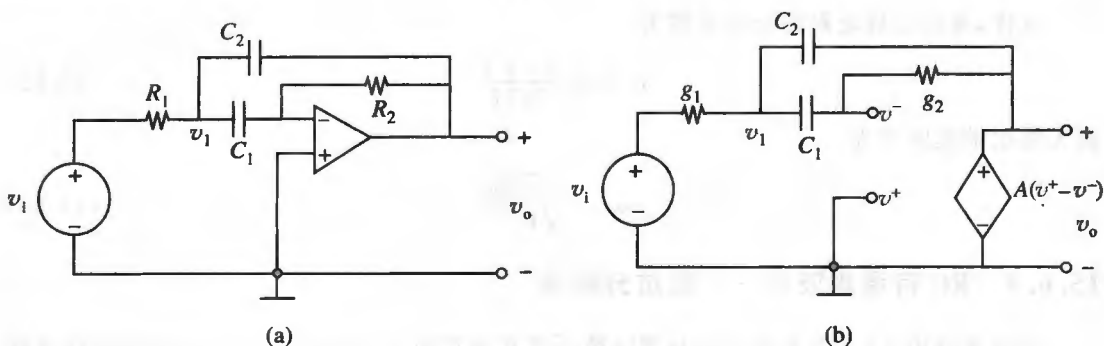 C₂
R₂
R₁
v₁
C₁
−
+
+
−
vᵢ
+
vₒ
−
(a)
C₂
g₁
g₂
v₁
C₁
v⁻
v⁺
+
−
vᵢ
+
−
A(v⁺−v⁻)
+
vₒ
−
(b)